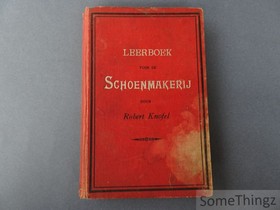 LEERBOEK
VOOR DE
SCHOENMAKERIJ
DOOR
Robert Knöfel
SomeThingz